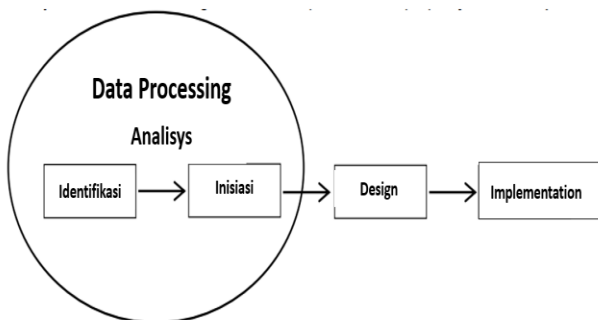 Data Processing
Analisys
Identifikasi
Inisiasi
Design
Implementation